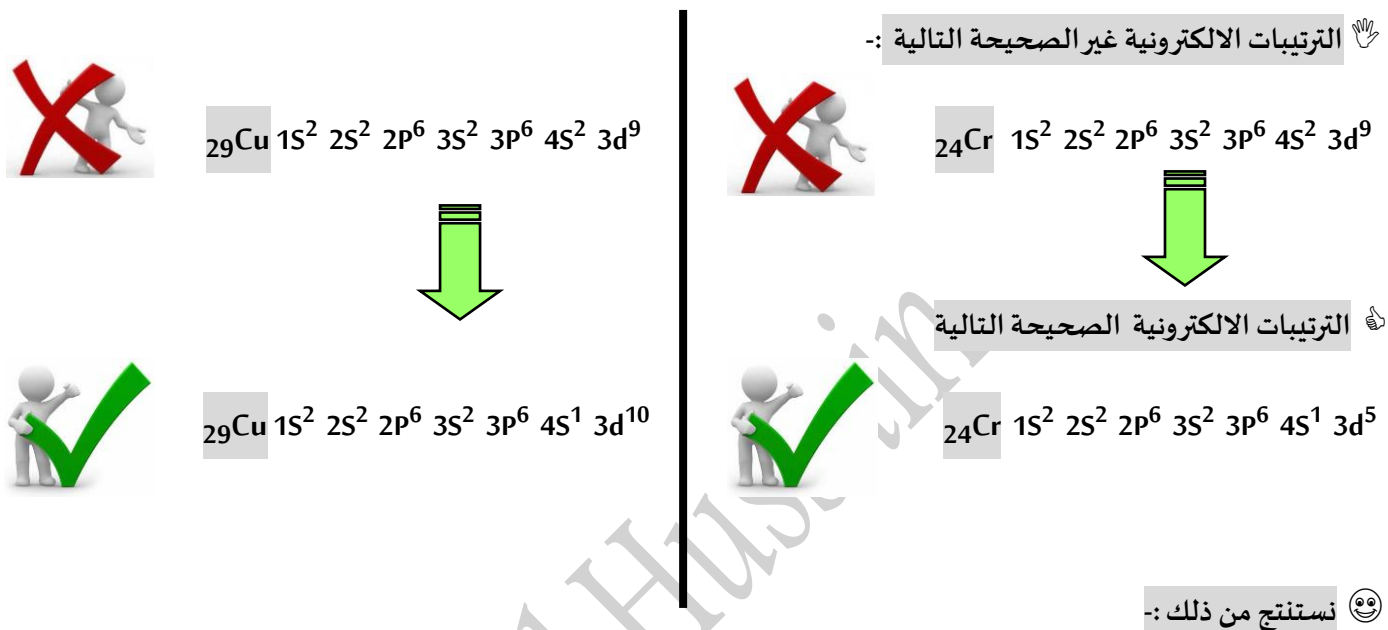 الترتيبات الالكترونية غير الصحيحة التالية :-
₂₄Cr 1S² 2S² 2P⁶ 3S² 3P⁶ 4S² 3d⁹
₂₉Cu 1S² 2S² 2P⁶ 3S² 3P⁶ 4S² 3d⁹
الترتيبات الالكترونية الصحيحة التالية
₂₄Cr 1S² 2S² 2P⁶ 3S² 3P⁶ 4S¹ 3d⁵
₂₉Cu 1S² 2S² 2P⁶ 3S² 3P⁶ 4S¹ 3d¹⁰
نستنتج من ذلك :-